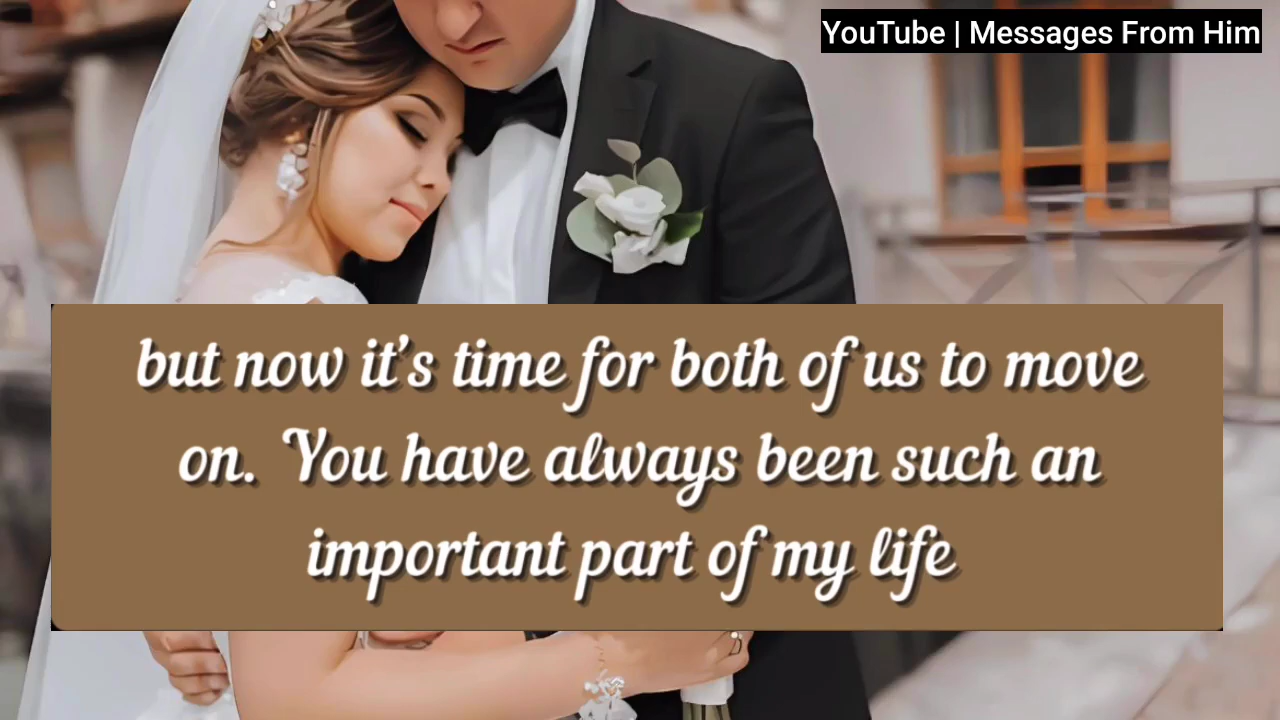 YouTube | Messages From Him
but now it's time for both of us to move
on. You have always been such an
important part of my life